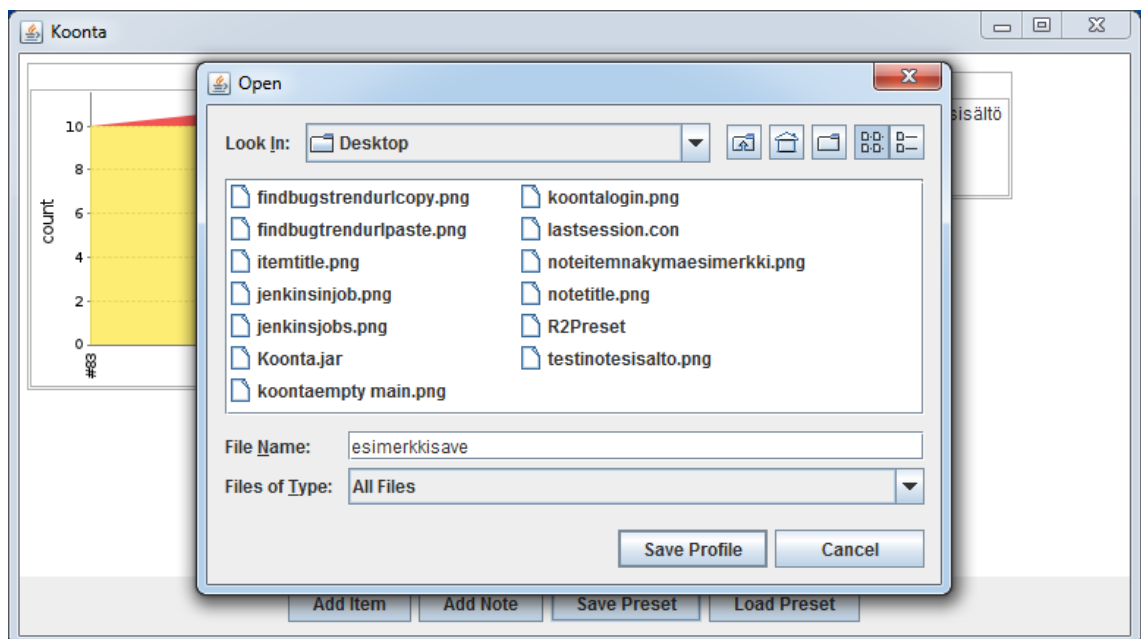 Koonta
Open
sisältö
Look In: Desktop
findbugstrendurlcopy.png
findbugtrendurlpaste.png
itemtitle.png
jenkinsinjob.png
jenkinsjobs.png
Koonta.jar
koontaempty main.png
koontalogin.png
lastsession.con
noteitemnakymaesimerkki.png
notetitle.png
R2Preset
testinotesisalto.png
count
10
8
6
4
2
0
#83
File Name: esimerkkisave
Files of Type: All Files
Save Profile Cancel
Add Item Add Note Save Preset Load Preset